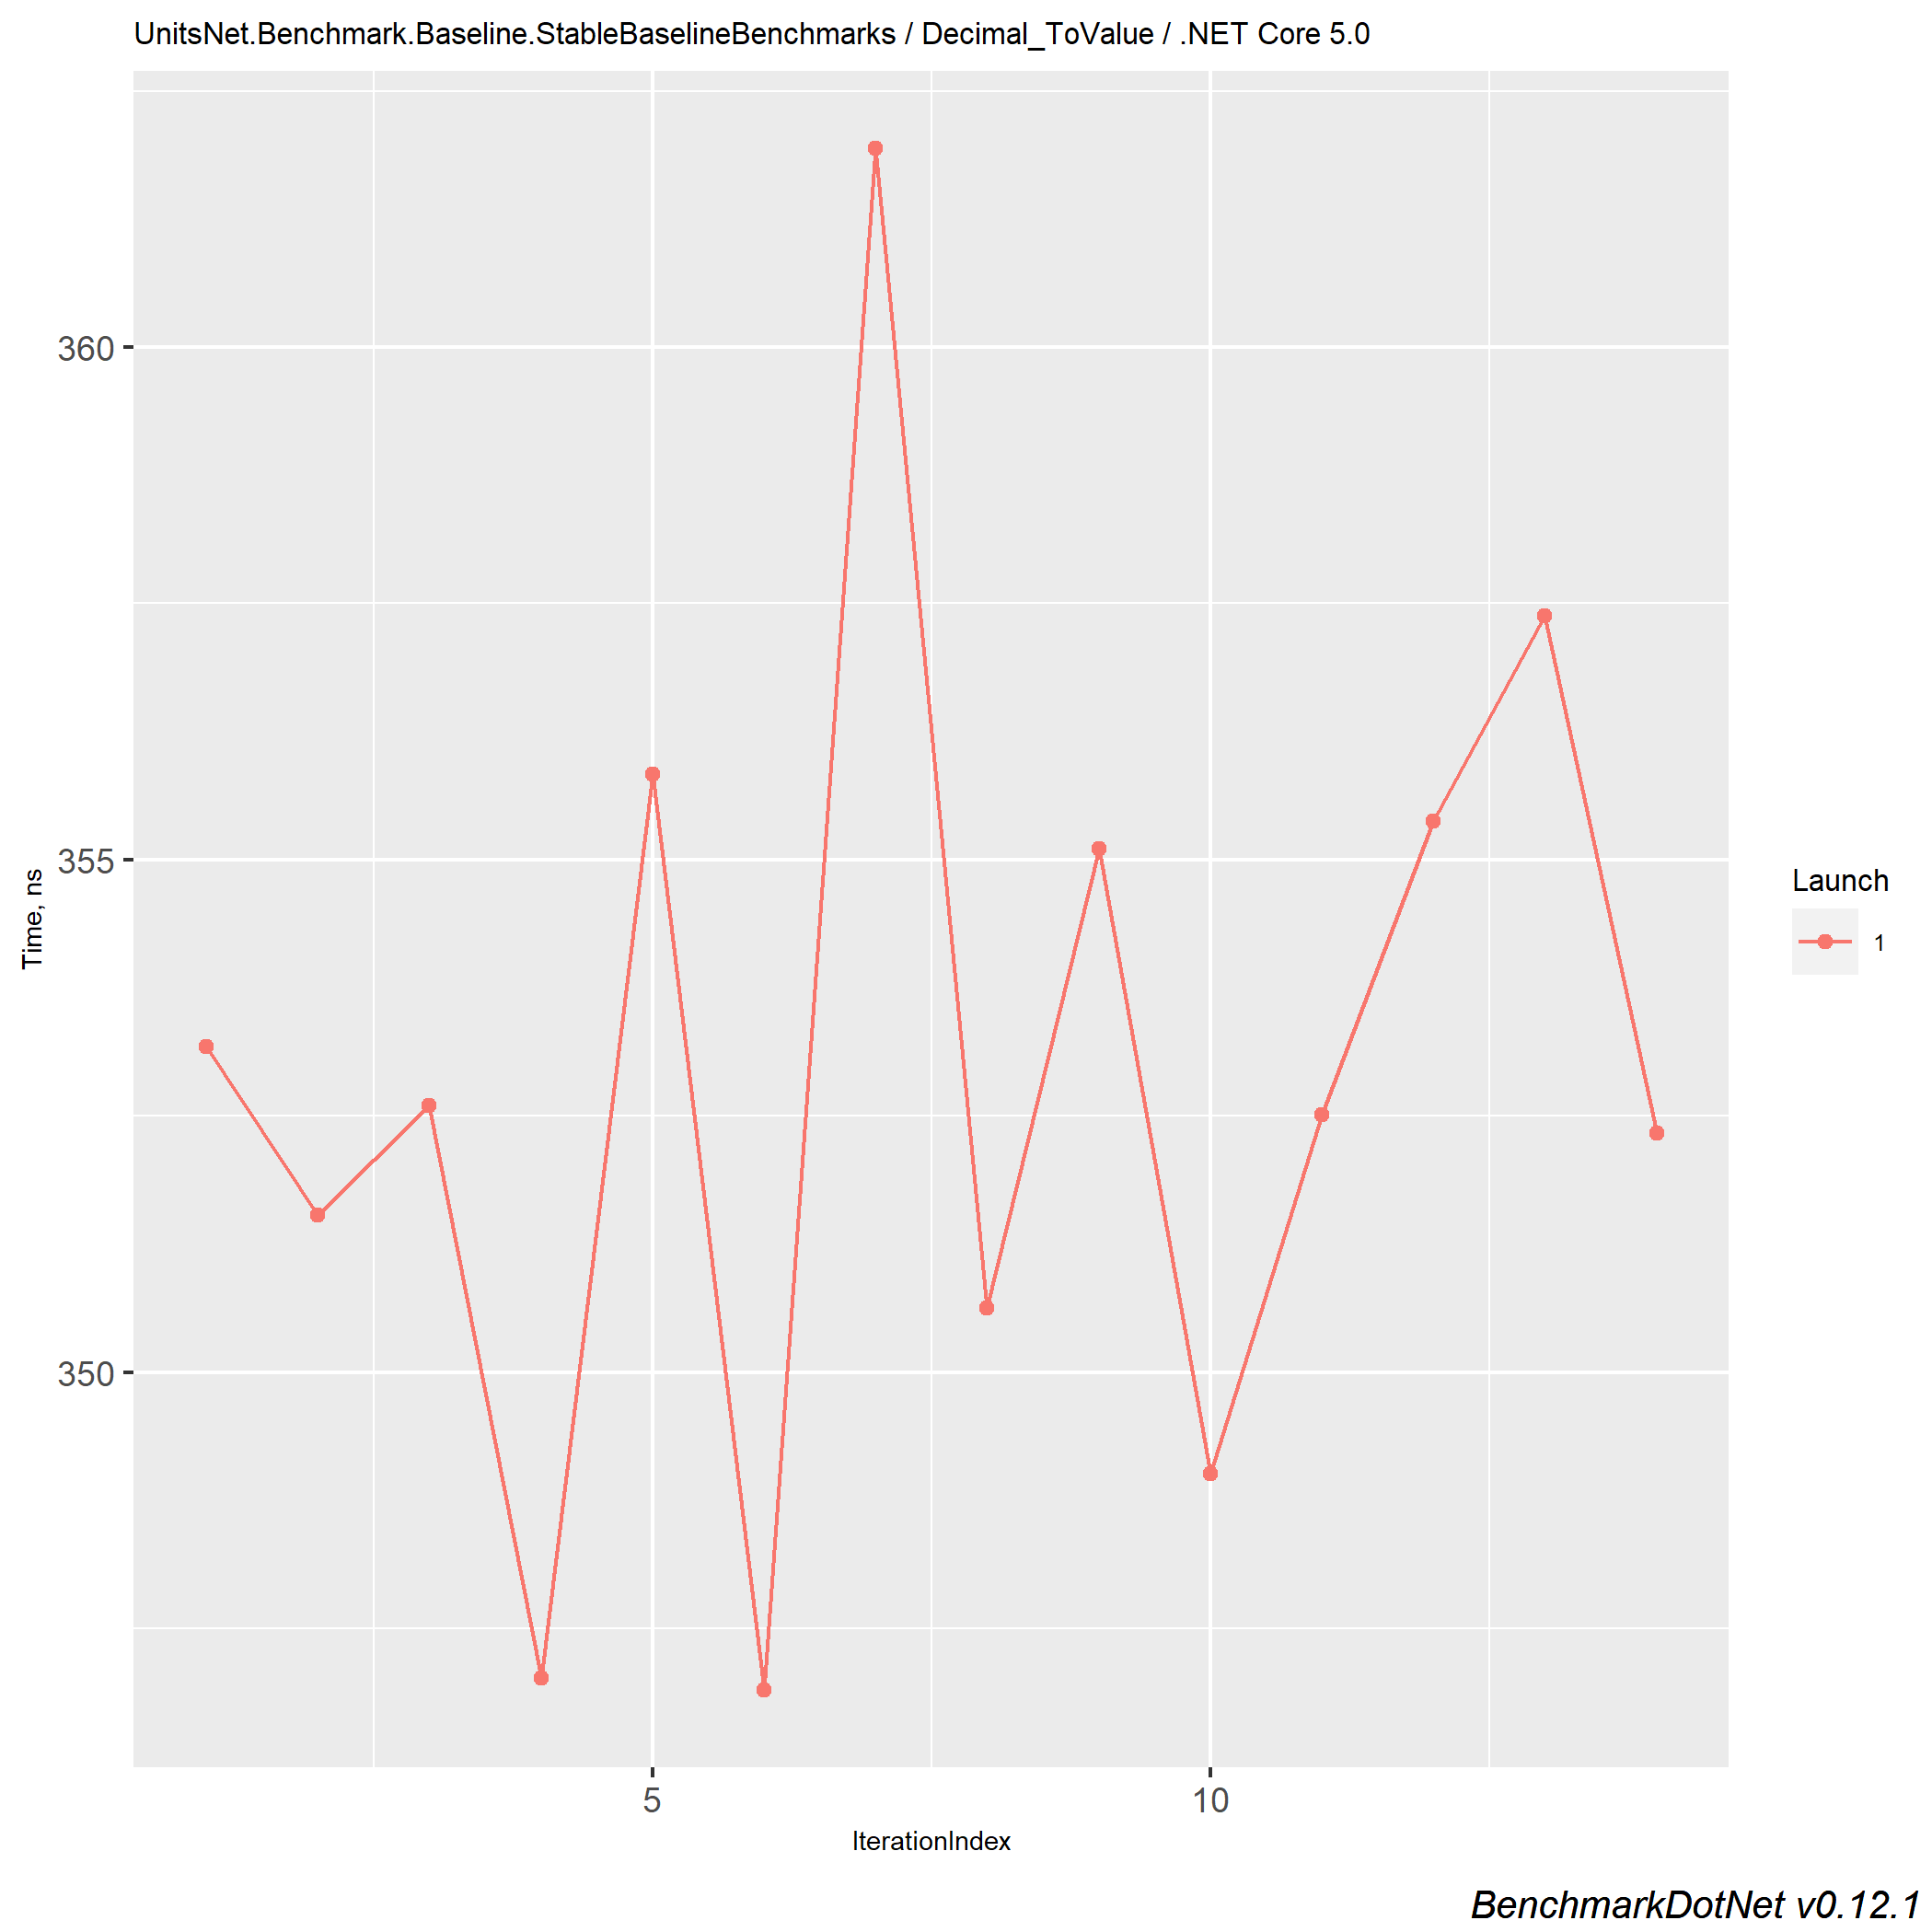 UnitsNet.Benchmark.Baseline.StableBaselineBenchmarks / Decimal_ToValue / .NET Core 5.0
360
355
350
Time, ns
5
10
IterationIndex
Launch
1
BenchmarkDotNet v0.12.1